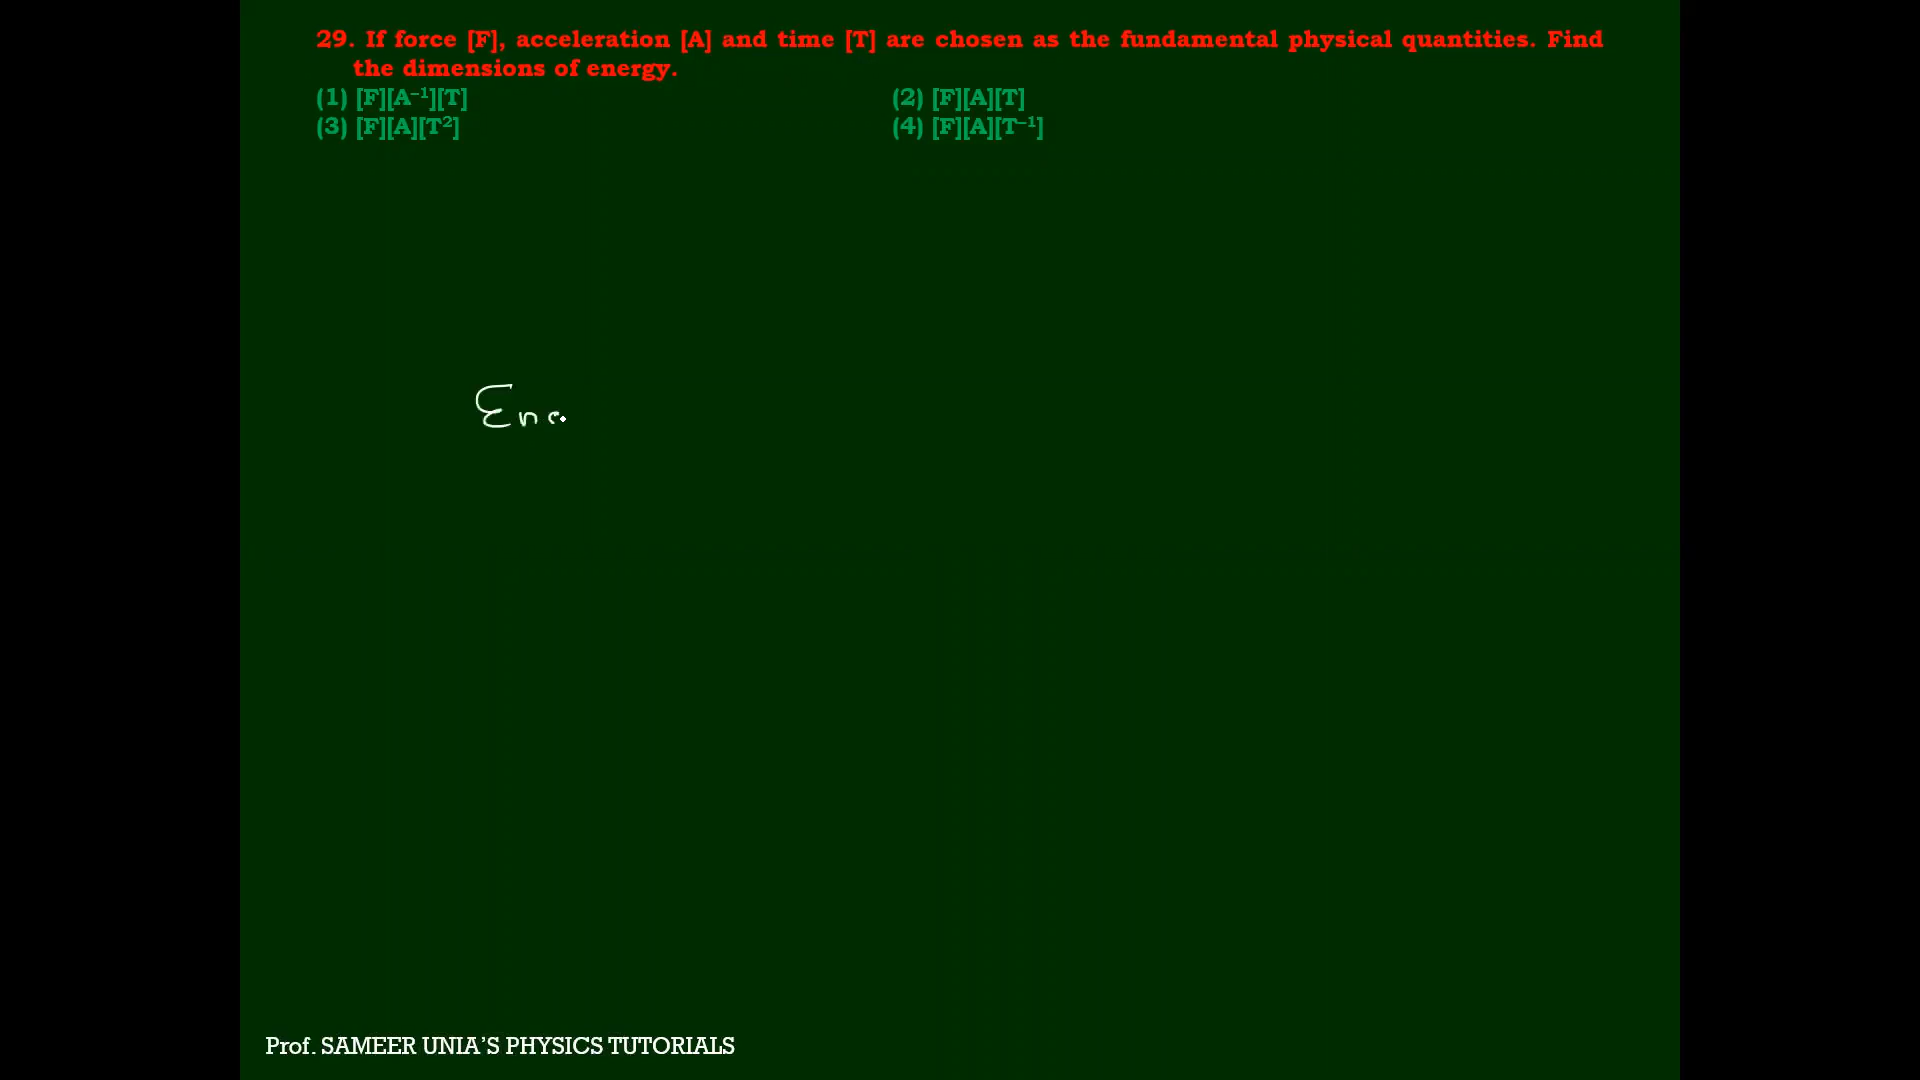 29. If force [F], acceleration [A] and time [T] are chosen as the fundamental physical quantities. Find
the dimensions of energy.
(1) [F][A⁻¹][T] (2) [F][A][T]
(3) [F][A][T²] (4) [F][A][T⁻¹]
Ene
Prof. SAMEER UNIA’S PHYSICS TUTORIALS